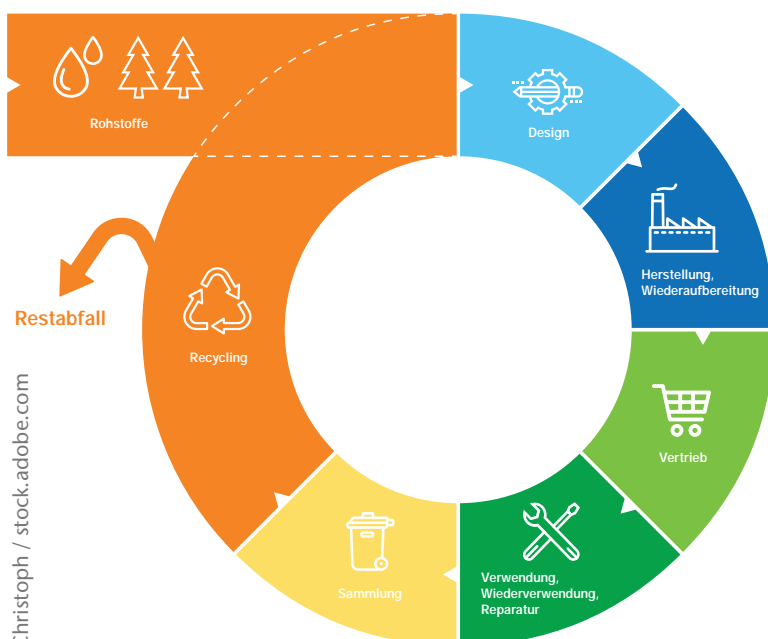 Rohstoffe
Design
Herstellung,
Wiederaufbereitung
Vertrieb
Verwendung,
Wiederverwendung,
Reparatur
Sammlung
Recycling
Restabfall
christoph / stock.adobe.com